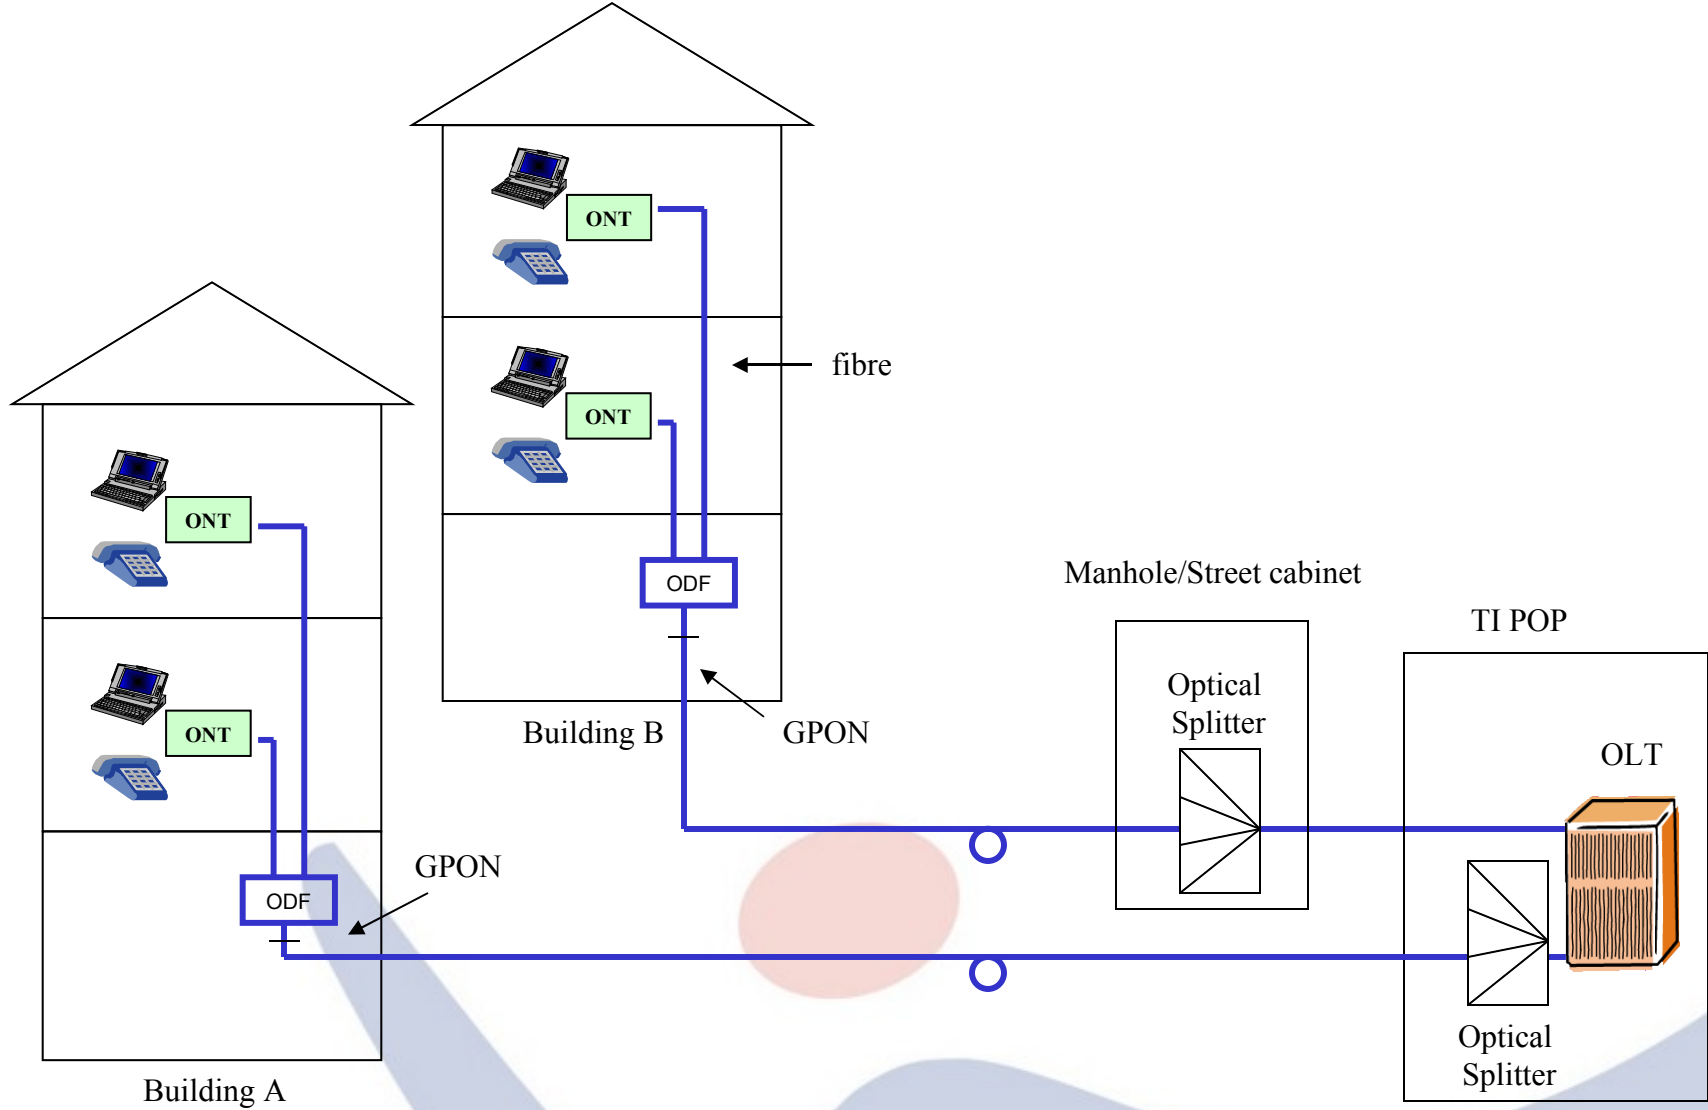 ONT
fibre
ONT
ONT
ODF
Manhole/Street cabinet
TI POP
Optical
Splitter
ONT
Building B
GPON
OLT
GPON
ODF
Optical
Splitter
Building A